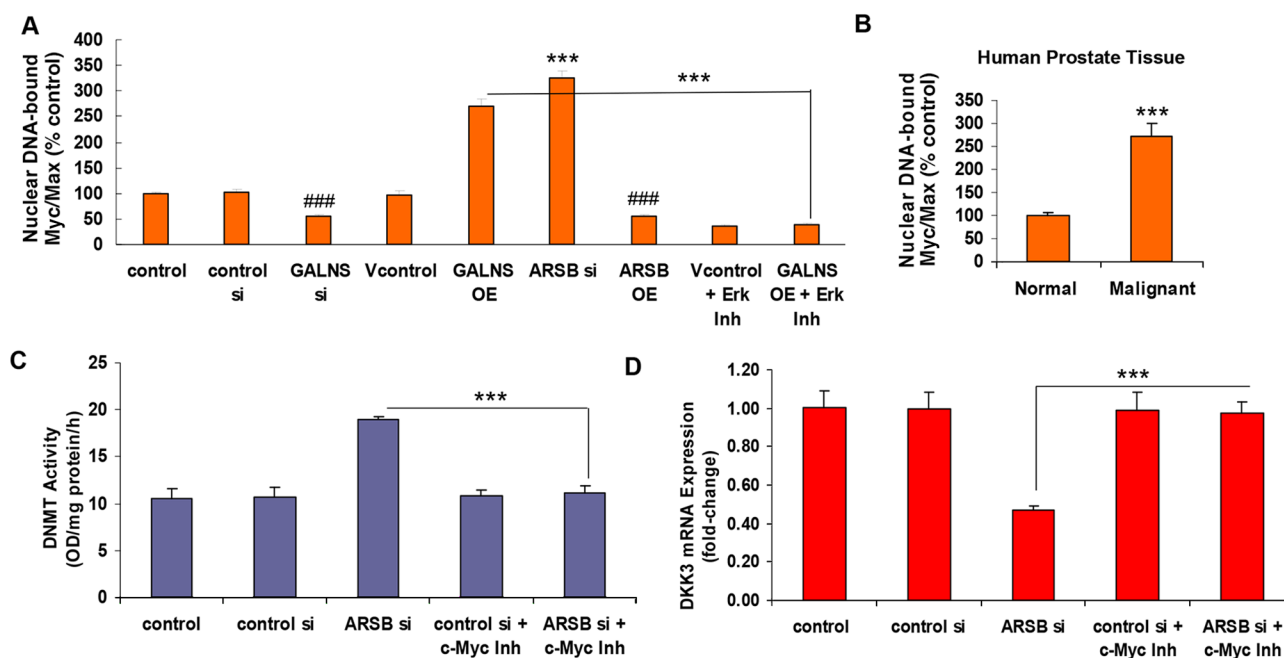 A
Nuclear DNA-bound
Myc/Max (% control)
400
350
300
250
200
150
100
50
0
***
***
###
###
control
control
si
GALNS
si
Vcontrol
GALNS
OE
ARSB si
ARSB
OE
Vcontrol
+ Erk
Inh
GALNS
OE + Erk
Inh
B
Human Prostate Tissue
Nuclear DNA-bound
Myc/Max (% control)
350
300
250
200
150
100
50
0
***
Normal
Malignant
C
DNMT Activity
(OD/mg protein/h)
25
20
15
10
5
0
***
control
control si
ARSB si
control si +
c-Myc Inh
ARSB si +
c-Myc Inh
D
DKK3 mRNA Expression
(fold-change)
1.20
1.00
0.80
0.60
0.40
0.20
0.00
***
control
control si
ARSB si
control si +
c-Myc Inh
ARSB si +
c-Myc Inh